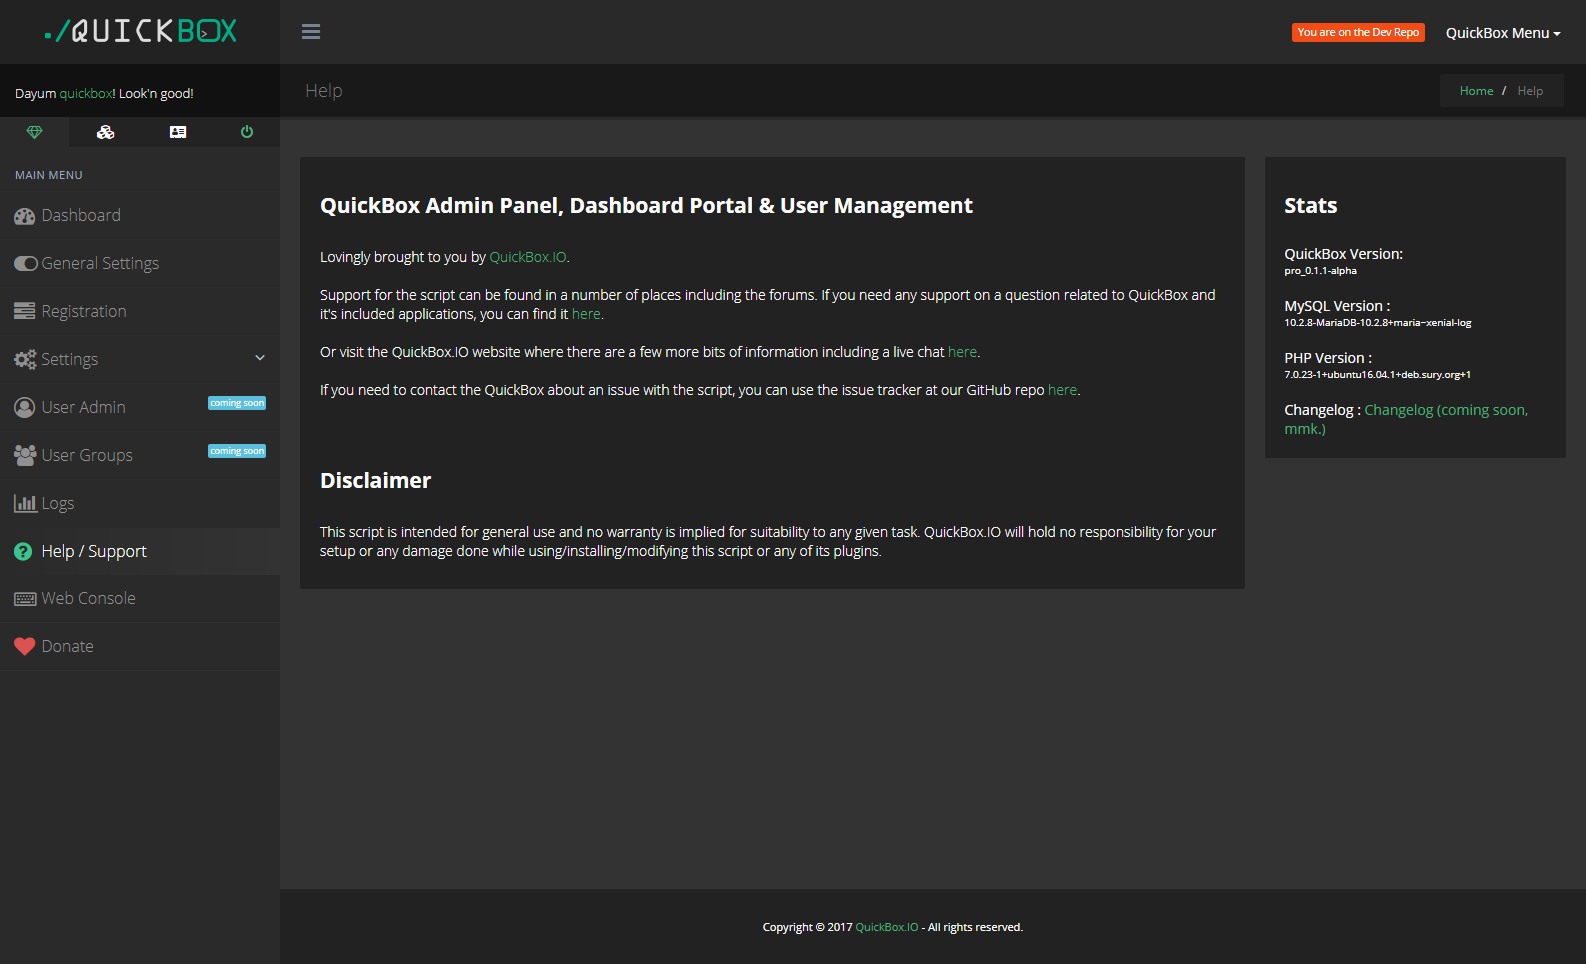 ./QUICKBOX
You are on the Dev Repo
QuickBox Menu
Dayum quickbox! Look'n good!
Help
Home / Help
MAIN MENU
Dashboard
General Settings
Registration
Settings
User Admin
coming soon
User Groups
coming soon
Logs
Help / Support
Web Console
Donate
QuickBox Admin Panel, Dashboard Portal & User Management
Lovingly brought to you by QuickBox.IO.
Support for the script can be found in a number of places including the forums. If you need any support on a question related to QuickBox and
it's included applications, you can find it here.
Or visit the QuickBox.IO website where there are a few more bits of information including a live chat here.
If you need to contact the QuickBox about an issue with the script, you can use the issue tracker at our GitHub repo here.
Disclaimer
This script is intended for general use and no warranty is implied for suitability to any given task. QuickBox.IO will hold no responsibility for your
setup or any damage done while using/installing/modifying this script or any of its plugins.
Stats
QuickBox Version:
pro_0.1.1-alpha
MySQL Version :
10.2.8-MariaDB-10.2.8+maria~xenial-log
PHP Version :
7.0.23-1+ubuntu16.04.1+deb.sury.org+1
Changelog : Changelog (coming soon,
mmk.)
Copyright © 2017 QuickBox.IO - All rights reserved.